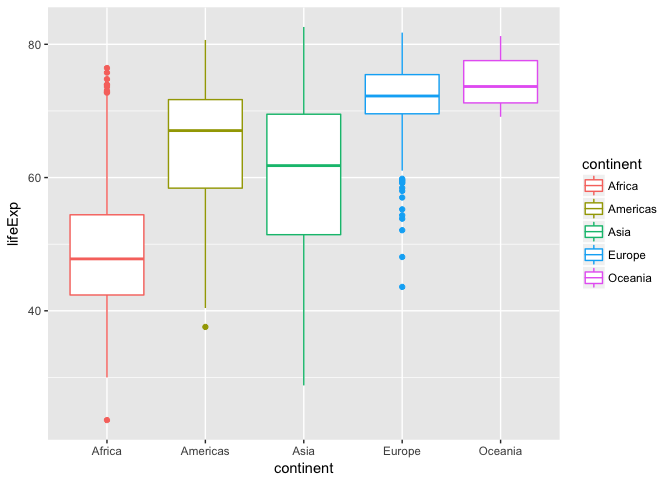 80
60
40
lifeExp
Africa
Americas
Asia
Europe
Oceania
continent
continent
Africa
Americas
Asia
Europe
Oceania